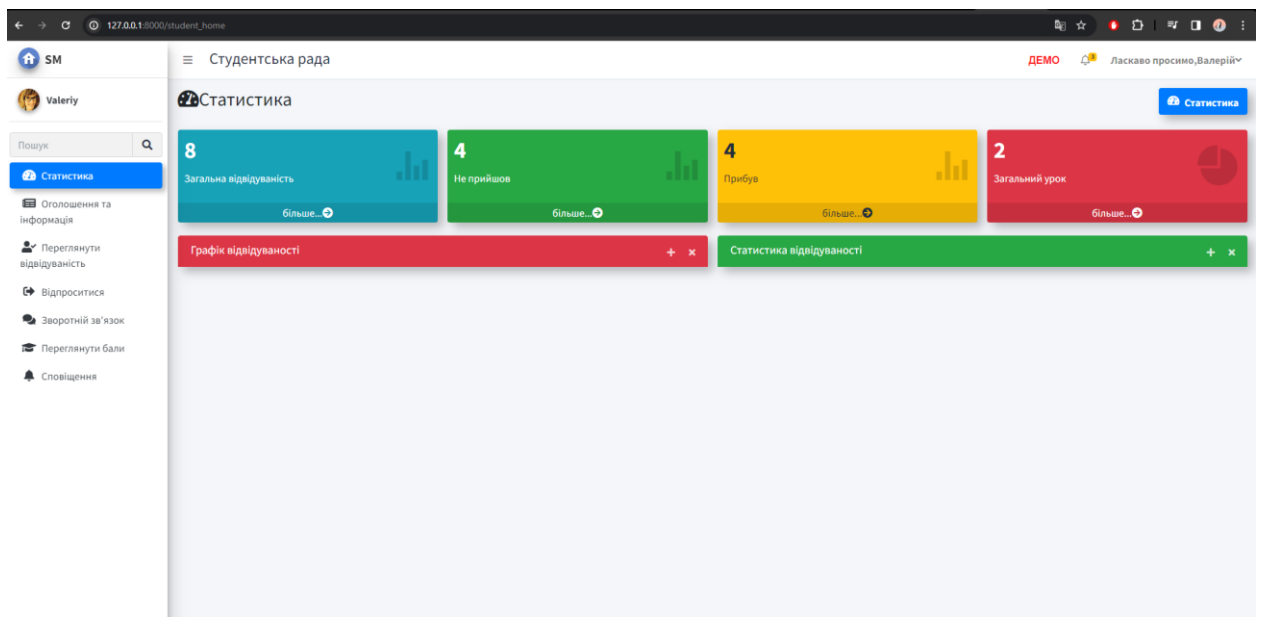 127.0.0.1:8000/student_home
SM
Студентська рада
ДЕМО
3
Ласкаво просимо,Валерій
Valeriy
Статистика
Статистика
Пошук
Статистика
Оголошення та
інформація
Переглянути
відвідуваність
Відпроситися
Зворотній зв'язок
Переглянути бали
Сповіщення
8
Загальна відвідуваність
більше...
4
Не прийшов
більше...
4
Прибув
більше...
2
Загальний урок
більше...
Графік відвідуваності
Статистика відвідуваності